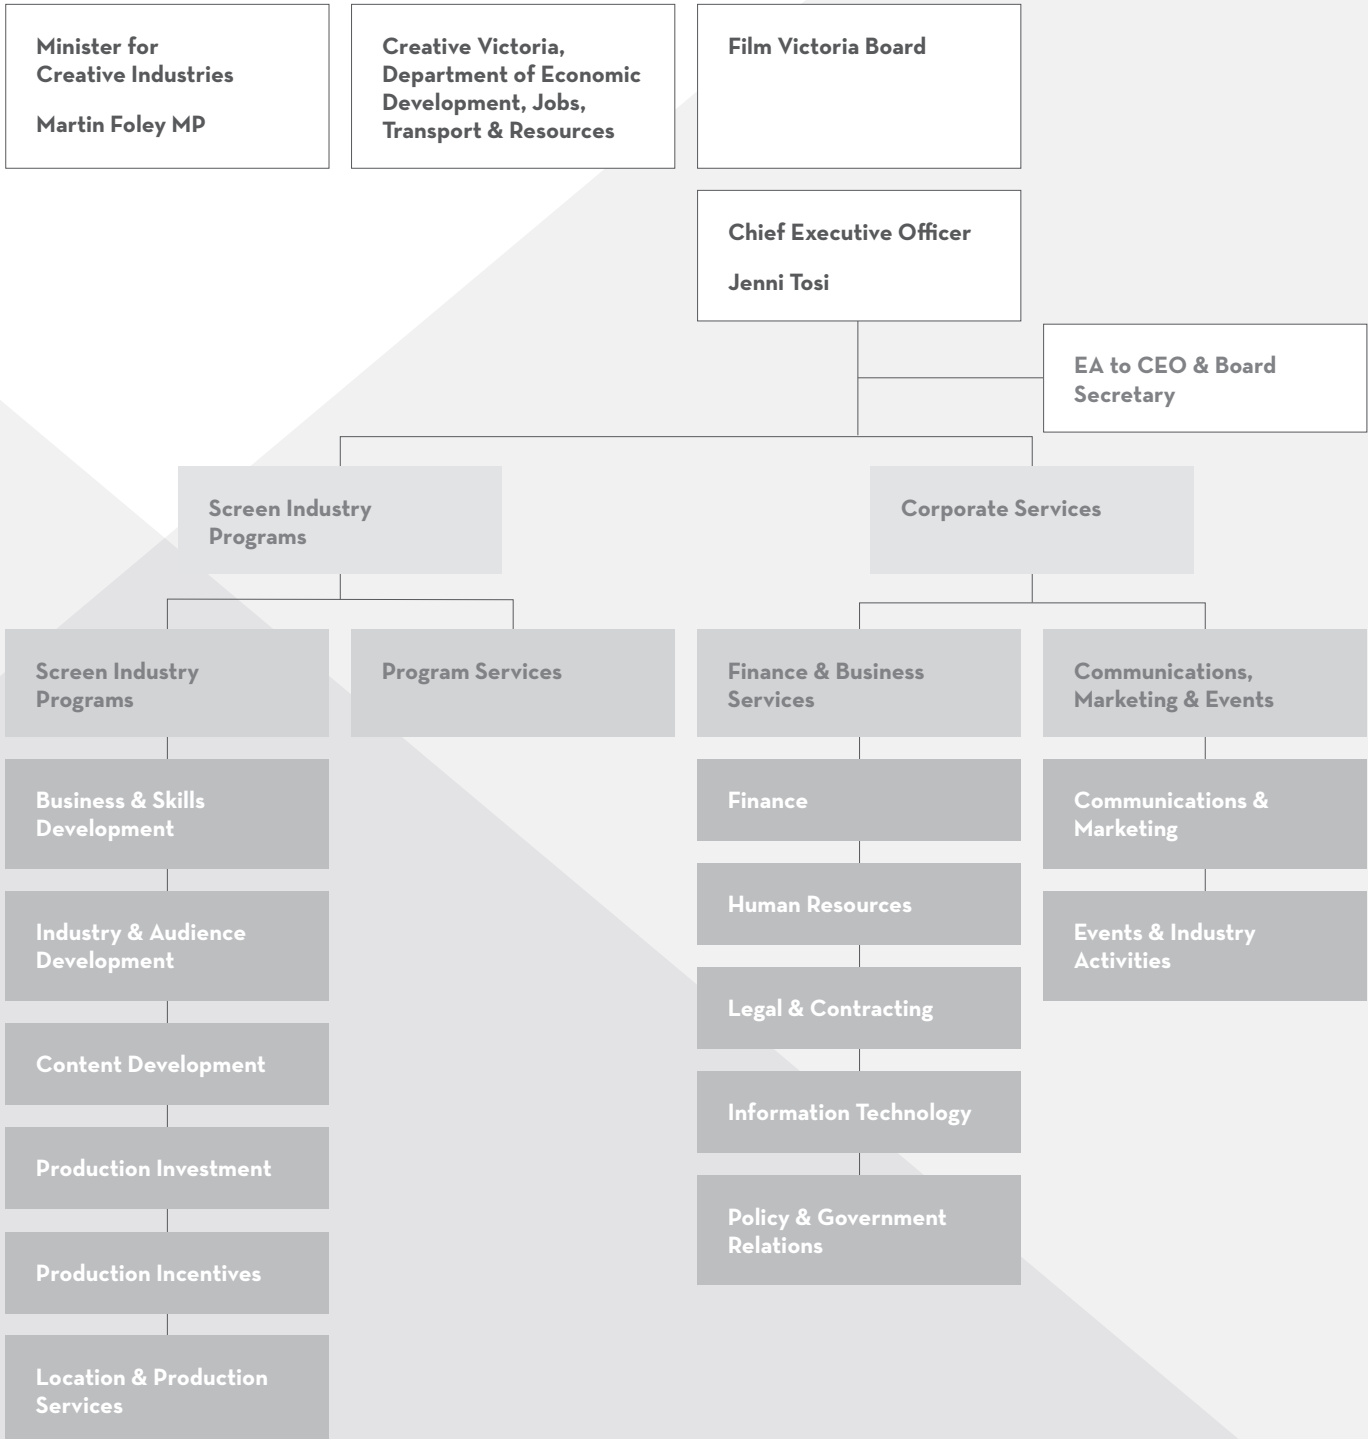 Minister for
Creative Industries
Martin Foley MP
Creative Victoria,
Department of Economic
Development, Jobs,
Transport & Resources
Film Victoria Board
Chief Executive Officer
Jenni Tosi
EA to CEO & Board
Secretary
Screen Industry
Programs
Corporate Services
Screen Industry
Programs
Program Services
Finance & Business
Services
Communications,
Marketing & Events
Business & Skills
Development
Industry & Audience
Development
Content Development
Production Investment
Production Incentives
Location & Production
Services
Finance
Human Resources
Legal & Contracting
Information Technology
Policy & Government
Relations
Communications &
Marketing
Events & Industry
Activities